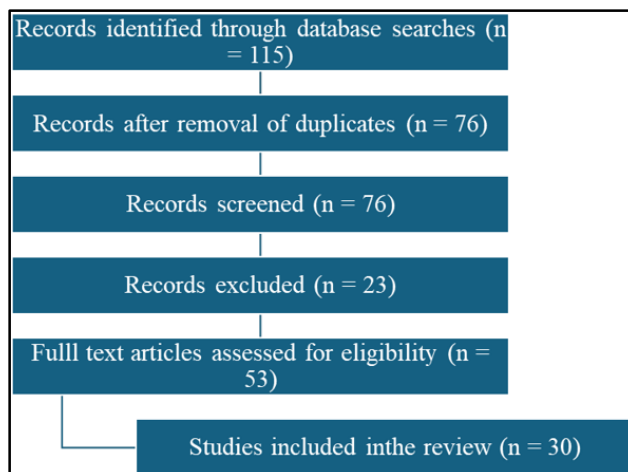 Records identified through database searches (n
= 115)
Records after removal of duplicates (n = 76)
Records screened (n = 76)
Records excluded (n = 23)
Fulll text articles assessed for eligibility (n =
53)
Studies included inthe review (n = 30)